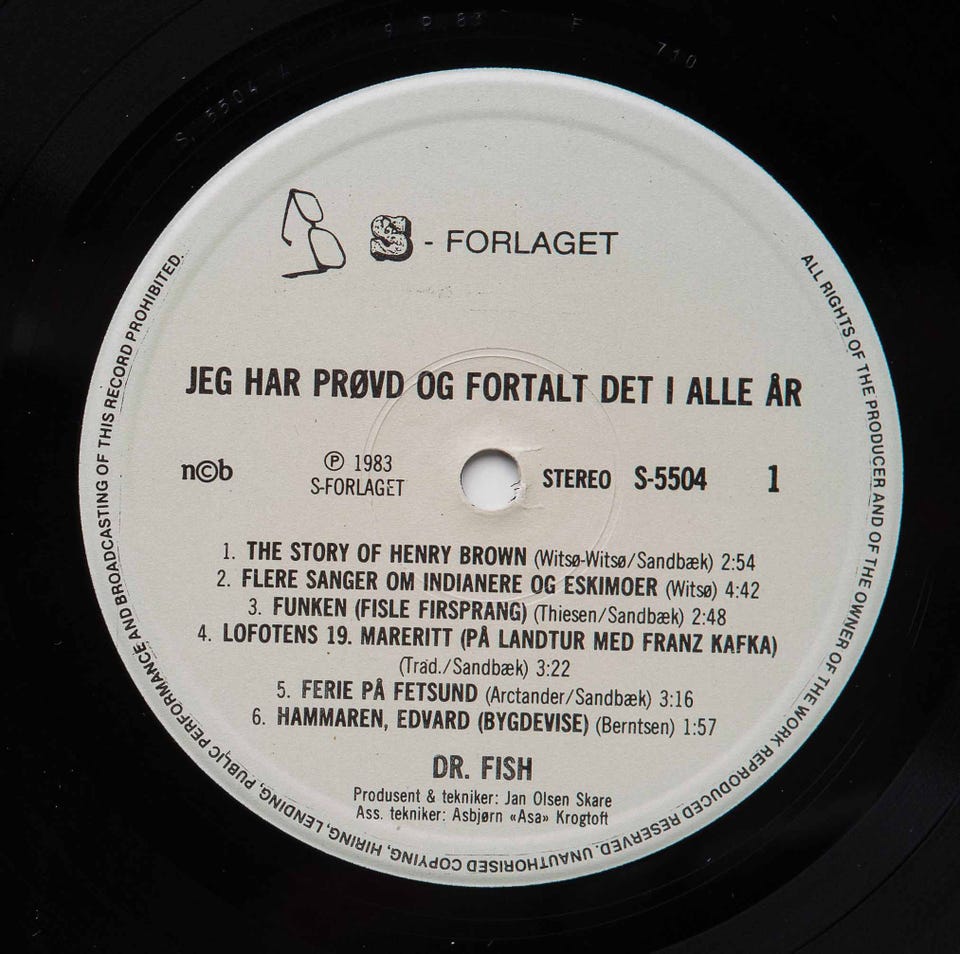 S. 5504 A
9 P 83
F
710
S - FORLAGET
JEG HAR PRØVD OG FORTALT DET I ALLE ÅR
n©b
℗ 1983
S-FORLAGET
STEREO S-5504 1
1. THE STORY OF HENRY BROWN (Witsø-Witsø/Sandbæk) 2:54
2. FLERE SANGER OM INDIANERE OG ESKIMOER (Witsø) 4:42
3. FUNKEN (FISLE FIRSPRANG) (Thiesen/Sandbæk) 2:48
4. LOFOTENS 19. MARERITT (PÅ LANDTUR MED FRANZ KAFKA)
(Trad./Sandbæk) 3:22
5. FERIE PÅ FETSUND (Arctander/Sandbæk) 3:16
6. HAMMAREN, EDVARD (BYGDEVISE) (Berntsen) 1:57
DR. FISH
Produsent & tekniker: Jan Olsen Skare
Ass. tekniker: Asbjørn «Asa» Krogtoft
ALL RIGHTS OF THE PRODUCER AND OF THE OWNER OF THE WORK REPRODUCED RESERVED. UNAUTHORISED COPYING, HIRING, LENDING, PUBLIC PERFORMANCE AND BROADCASTING OF THIS RECORD PROHIBITED.